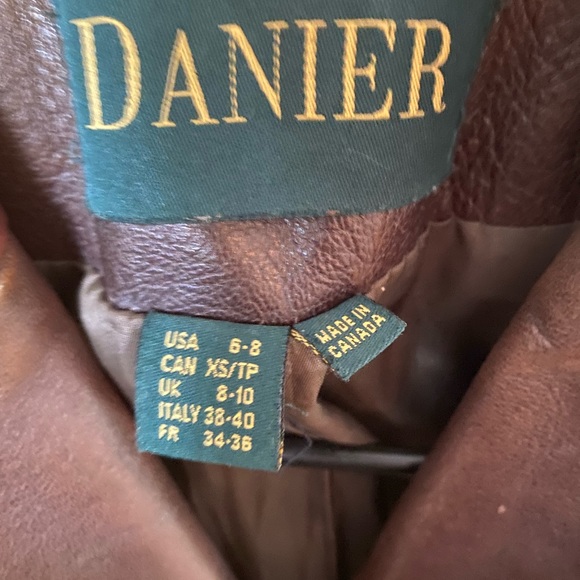 DANIER
USA 6-8
CAN XS/TP
UK 8-10
ITALY 38-40
FR 34-36
MADE IN
CANADA